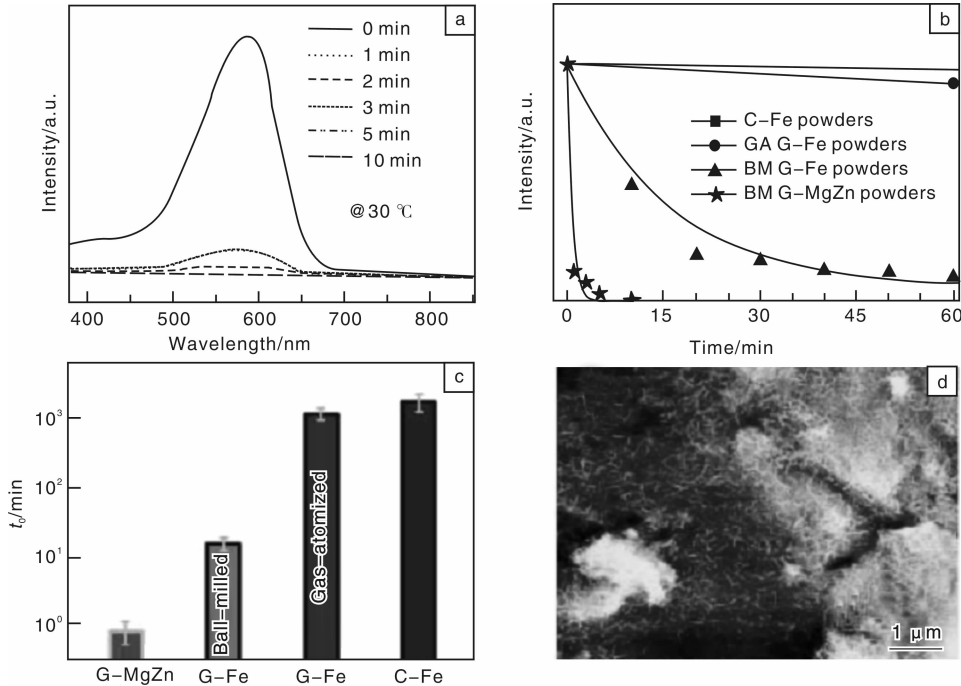 a
0 min
1 min
2 min
3 min
5 min
10 min
@30 ℃
Intensity/a.u.
400 500 600 700 800
Wavelength/nm
b
C−Fe powders
GA G−Fe powders
BM G−Fe powders
BM G−MgZn powders
Intensity/a.u.
0 15 30 45 60
Time/min
c
10³
10²
10¹
10⁰
t₀/min
Ball−milled
Gas−atomized
G−MgZn G−Fe G−Fe C−Fe
d
1 μm